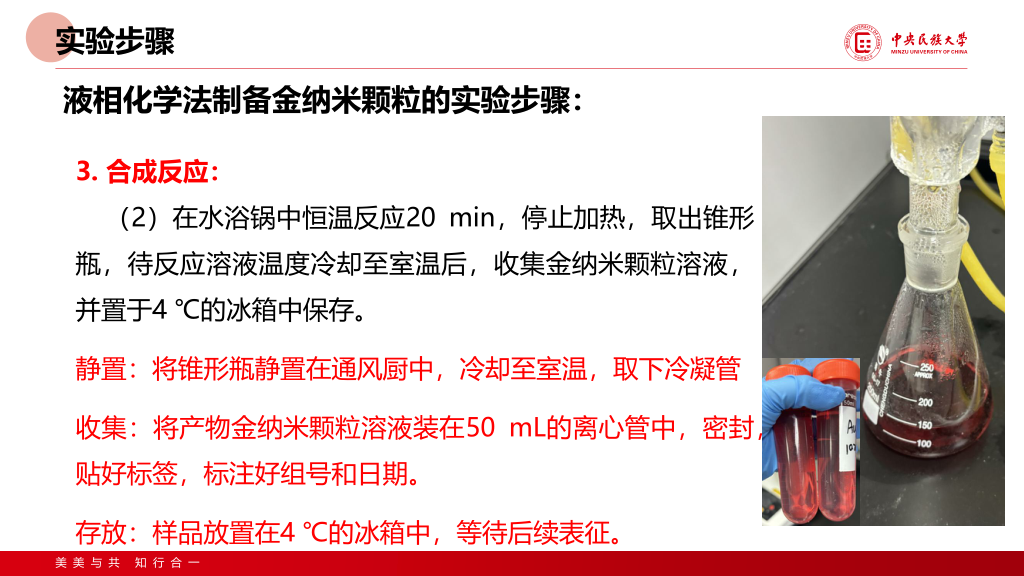 实验步骤
中央民族大学
MINZU UNIVERSITY OF CHINA
液相化学法制备金纳米颗粒的实验步骤：
3. 合成反应：
（2）在水浴锅中恒温反应20 min，停止加热，取出锥形
瓶，待反应溶液温度冷却至室温后，收集金纳米颗粒溶液，
并置于4 ℃的冰箱中保存。
静置：将锥形瓶静置在通风厨中，冷却至室温，取下冷凝管
收集：将产物金纳米颗粒溶液装在50 mL的离心管中，密封，
贴好标签，标注好组号和日期。
存放：样品放置在4 ℃的冰箱中，等待后续表征。
250
APPROX
200
150
100
美美与共 知行合一